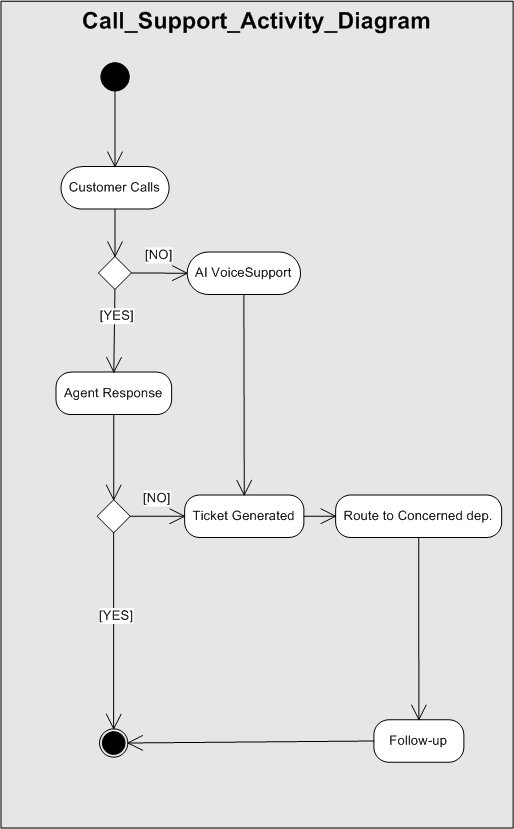 Call_Support_Activity_Diagram
Customer Calls
[NO]
AI VoiceSupport
[YES]
Agent Response
[NO]
Ticket Generated
Route to Concerned dep.
[YES]
Follow-up